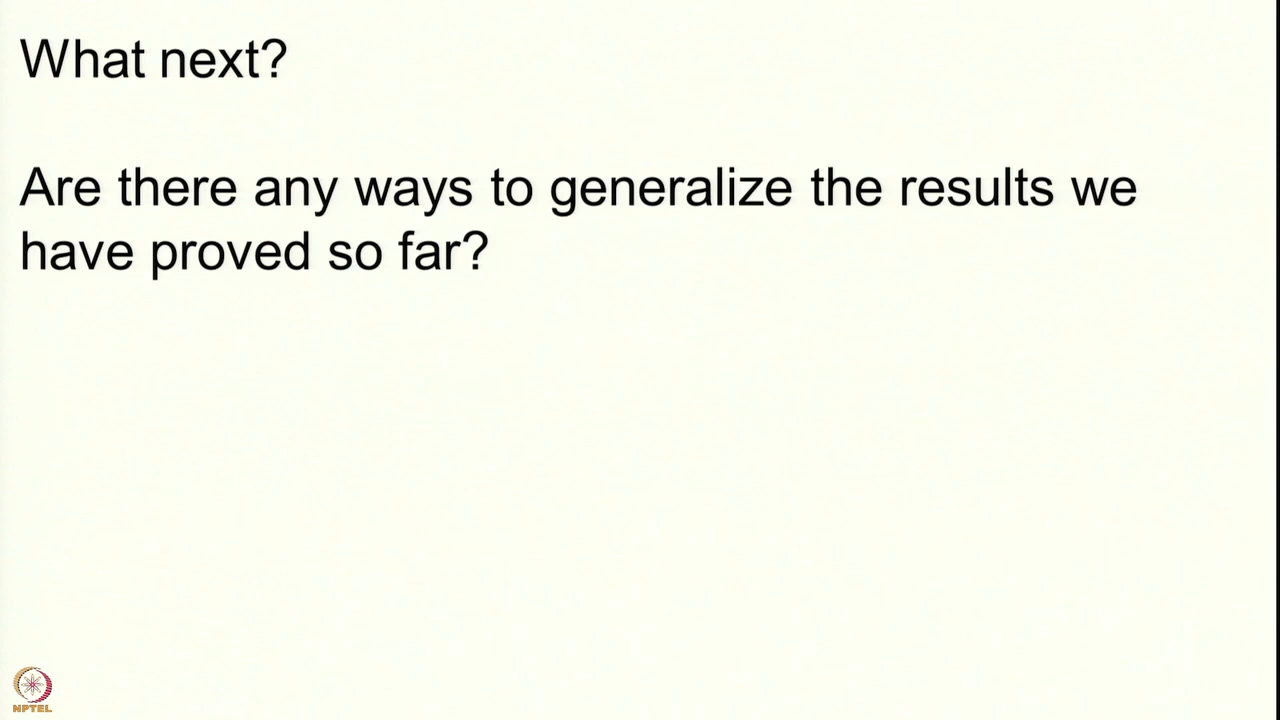 What next?
Are there any ways to generalize the results we
have proved so far?
NPTEL